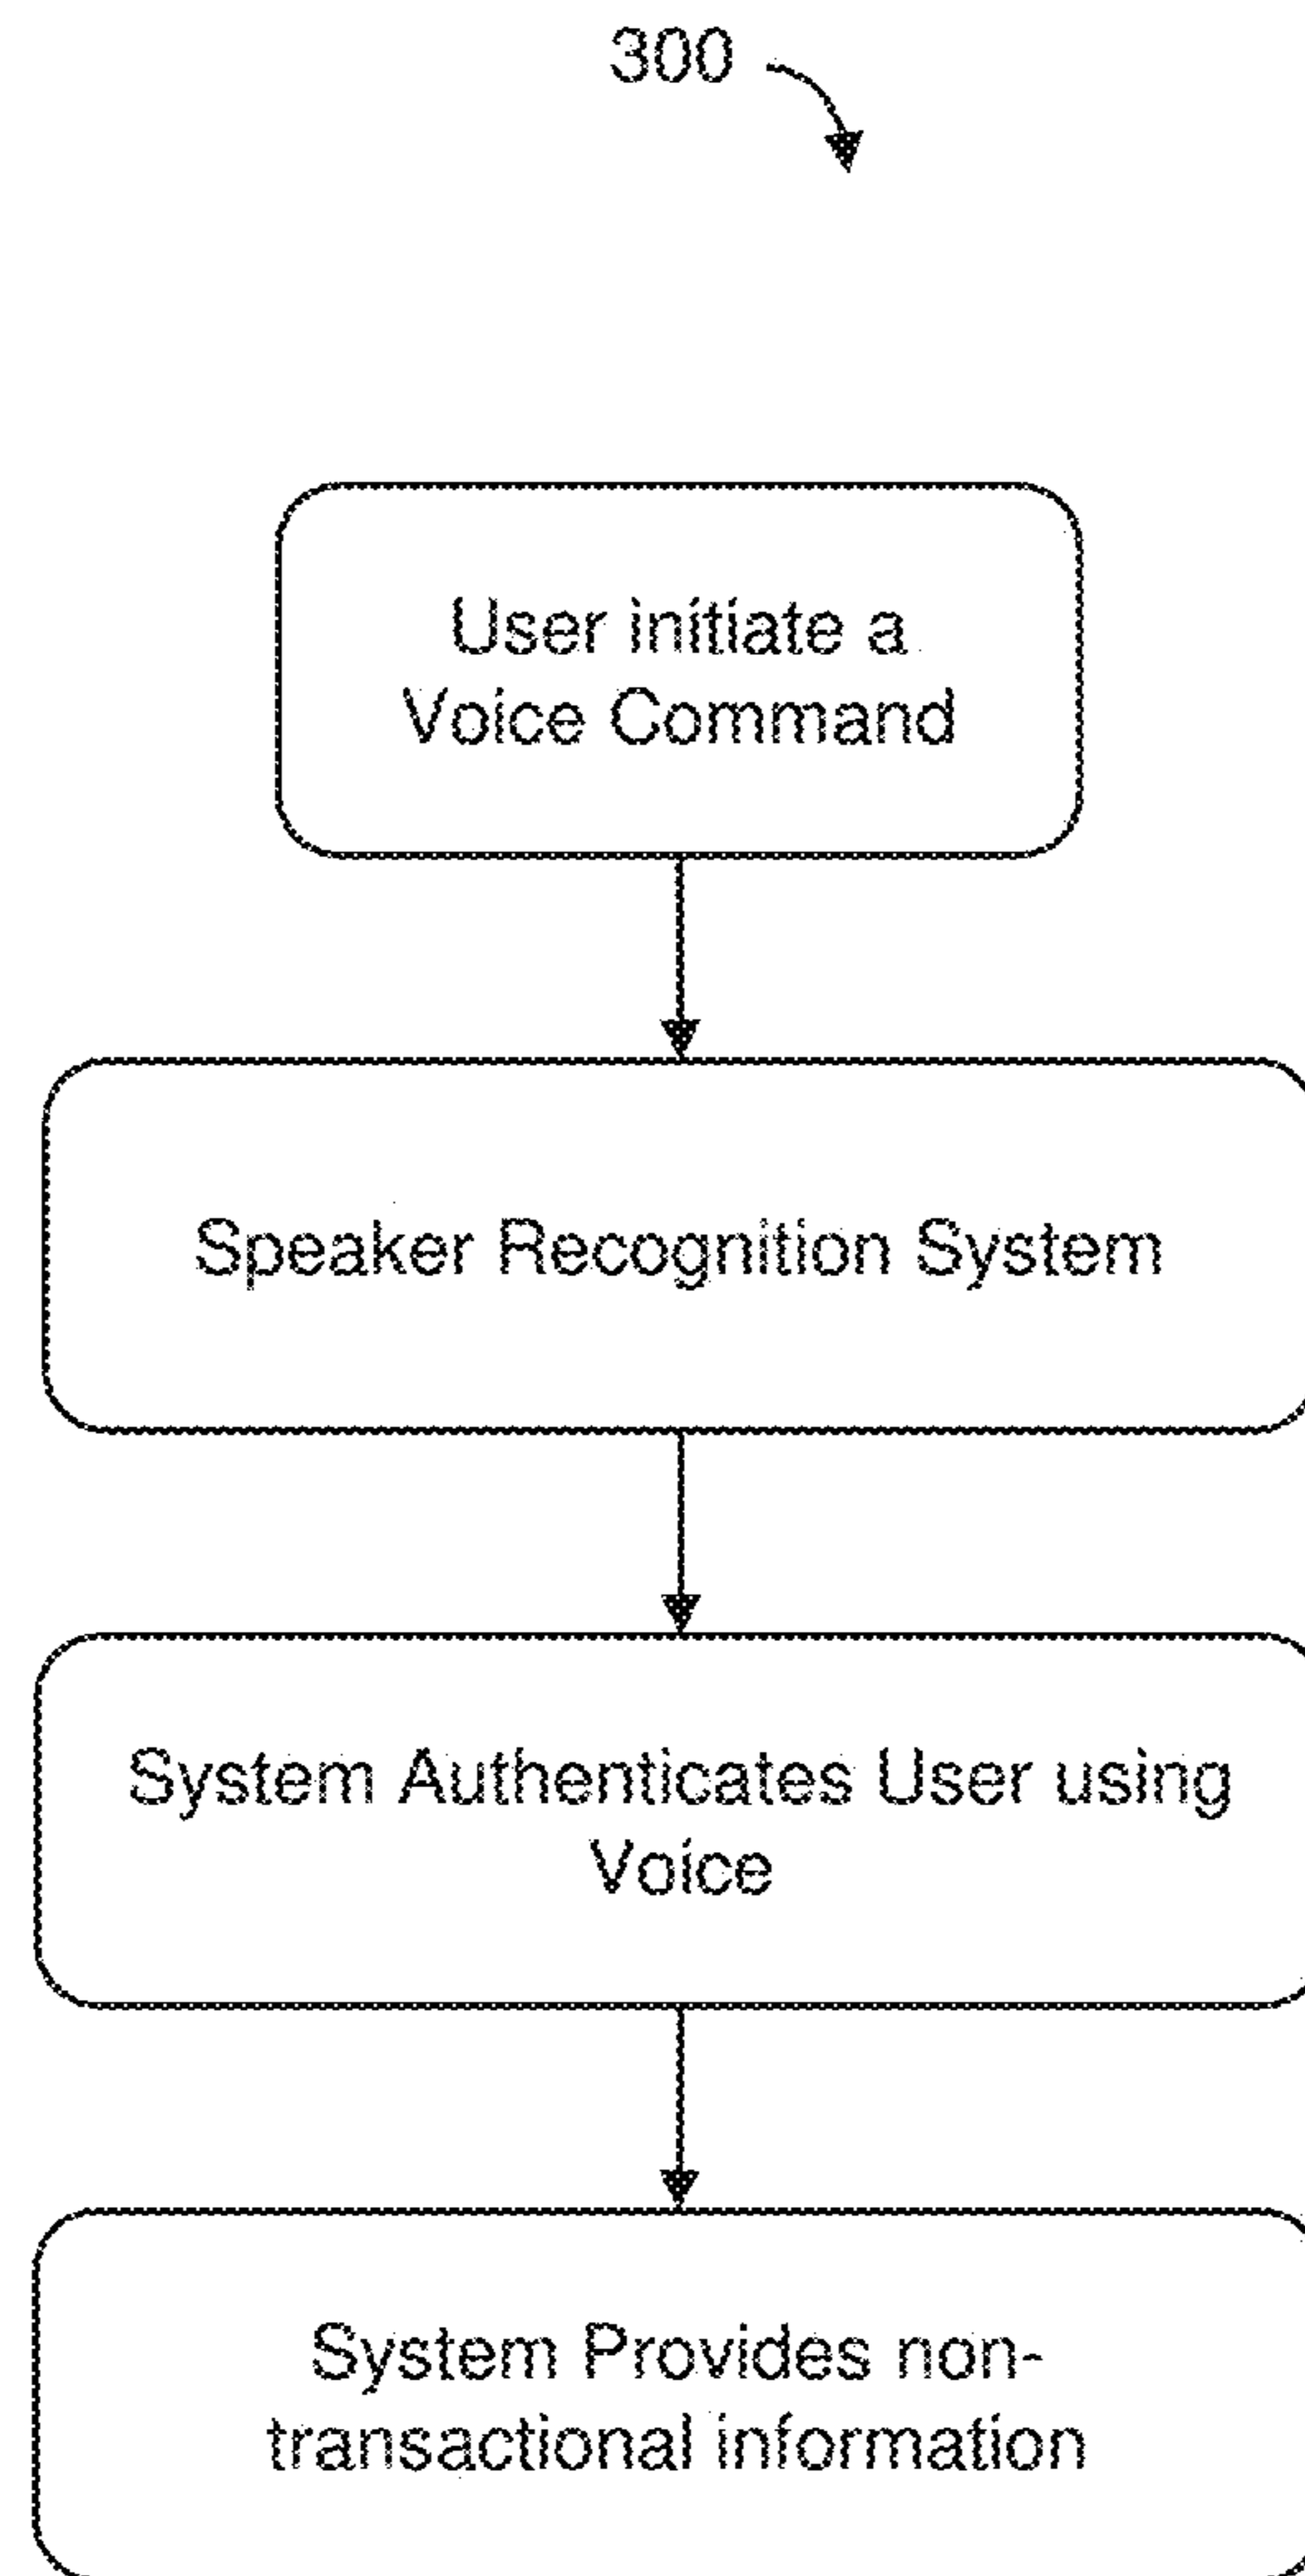 300
User initiate a
Voice Command
Speaker Recognition System
System Authenticates User using
Voice
System Provides non-
transactional information